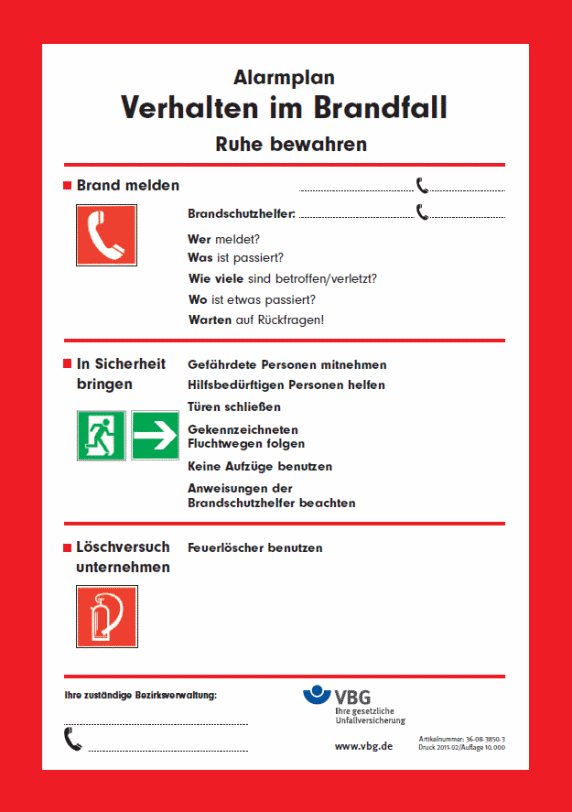 Alarmplan
Verhalten im Brandfall
Ruhe bewahren
Brand melden
Brandschutzhelfer:
Wer meldet?
Was ist passiert?
Wie viele sind betroffen/verletzt?
Wo ist etwas passiert?
Warten auf Rückfragen!
In Sicherheit
bringen
Gefährdete Personen mitnehmen
Hilfsbedürftigen Personen helfen
Türen schließen
Gekennzeichneten
Fluchtwegen folgen
Keine Aufzüge benutzen
Anweisungen der
Brandschutzhelfer beachten
Löschversuch
unternehmen
Feuerlöscher benutzen
Ihre zuständige Bezirksverwaltung:
VBG
Ihre gesetzliche
Unfallversicherung
www.vbg.de
Artikelnummer: 36-08-3850-3
Druck 2011-02/Auflage 10.000